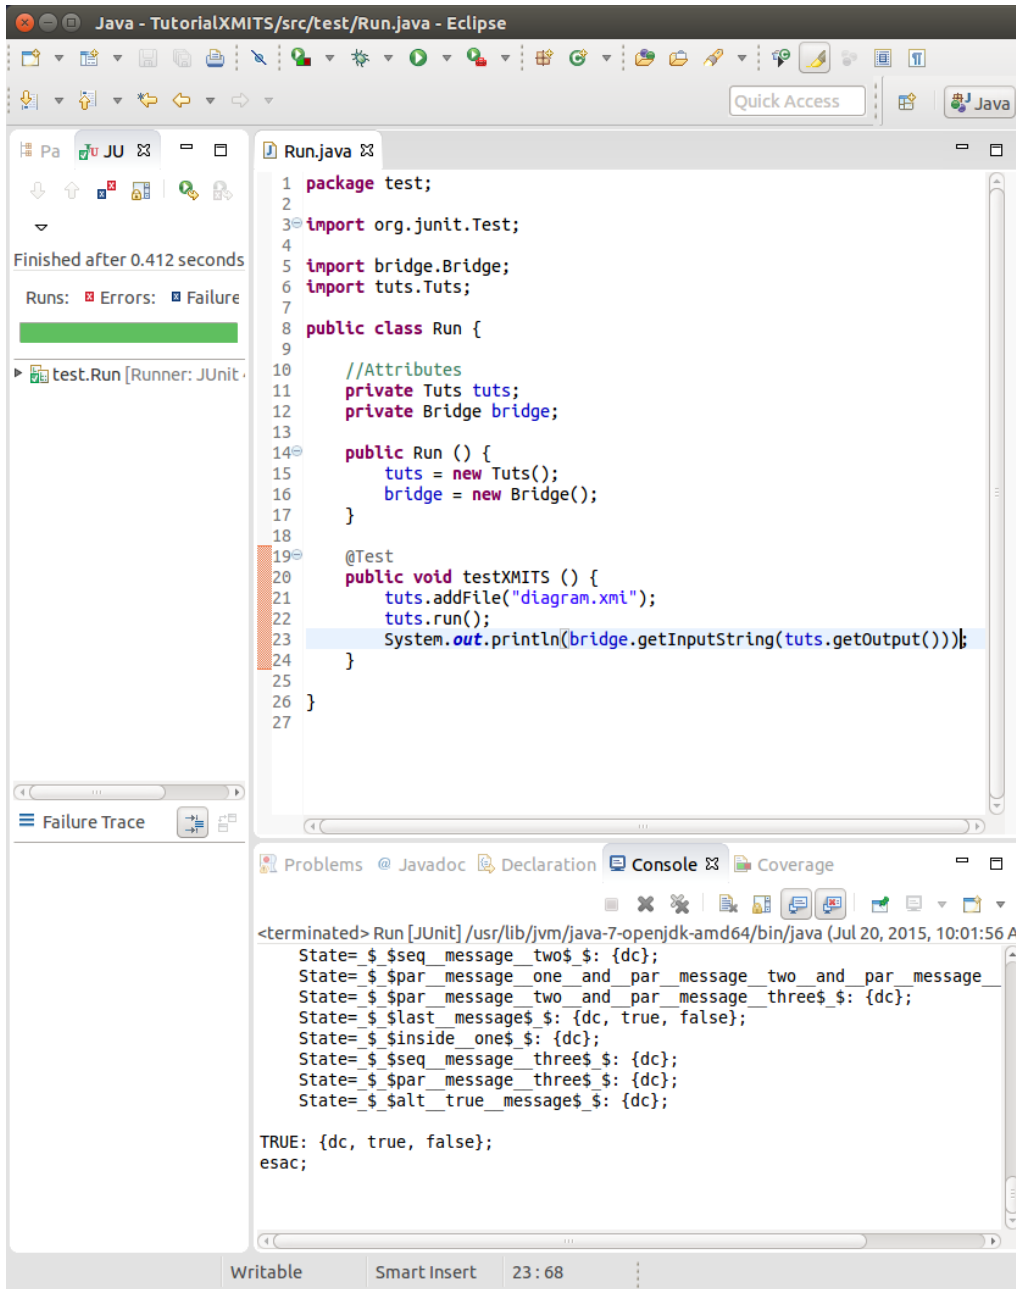 Java - TutorialXMITS/src/test/Run.java - Eclipse
Quick Access
Java
Pa JU
Finished after 0.412 seconds
Runs: Errors: Failure
test.Run [Runner: JUnit
Failure Trace
Run.java
1 package test;
2
3 import org.junit.Test;
4
5 import bridge.Bridge;
6 import tuts.Tuts;
7
8 public class Run {
9
10 //Attributes
11 private Tuts tuts;
12 private Bridge bridge;
13
14 public Run () {
15 tuts = new Tuts();
16 bridge = new Bridge();
17 }
18
19 @Test
20 public void testXMITS () {
21 tuts.addFile("diagram.xmi");
22 tuts.run();
23 System.out.println(bridge.getInputString(tuts.getOutput()));
24 }
25
26 }
27
Problems @ Javadoc Declaration Console Coverage
<terminated> Run [JUnit] /usr/lib/jvm/java-7-openjdk-amd64/bin/java (Jul 20, 2015, 10:01:56 A
State=_$_$seq__message__two$_$: {dc};
State=_$_$par__message__one__and__par__message__two__and__par__message__
State=_$_$par__message__two__and__par__message__three$_$: {dc};
State=_$_$last__message$_$: {dc, true, false};
State=_$_$inside__one$_$: {dc};
State=_$_$seq__message__three$_$: {dc};
State=_$_$par__message__three$_$: {dc};
State=_$_$alt__true__message$_$: {dc};
TRUE: {dc, true, false};
esac;
Writable Smart Insert 23 : 68